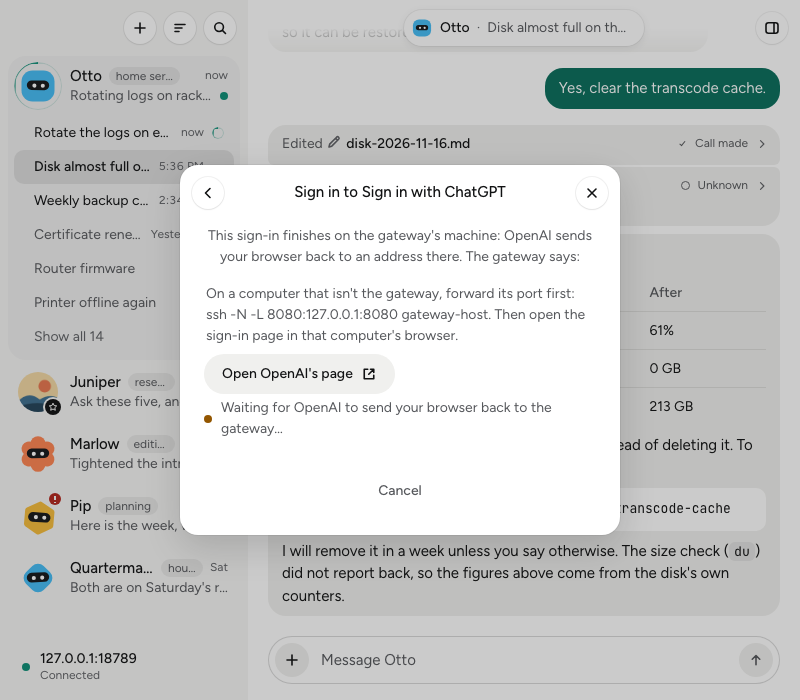 so it can be restor
Otto · Disk almost full on th...
Otto home ser... now
Rotating logs on rack...
Yes, clear the transcode cache.
Rotate the logs on e... now
Edited disk-2026-11-16.md
Call made
Disk almost full o... 5:36 PM
Unknown
Weekly backup c... 2:34
Certificate rene... Yeste
Router firmware
Printer offline again
Show all 14
Sign in to Sign in with ChatGPT
This sign-in finishes on the gateway's machine: OpenAI sends
your browser back to an address there. The gateway says:
On a computer that isn't the gateway, forward its port first:
ssh -N -L 8080:127.0.0.1:8080 gateway-host. Then open the
sign-in page in that computer's browser.
Open OpenAI's page
Waiting for OpenAI to send your browser back to the
gateway...
Cancel
After
61%
0 GB
213 GB
ead of deleting it. To
transcode-cache
I will remove it in a week unless you say otherwise. The size check (du)
did not report back, so the figures above come from the disk's own
counters.
Juniper rese...
Ask these five, an
Marlow editi...
Tightened the intr
Pip planning
Here is the week,
Quarterma... hou... Sat
Both are on Saturday's r...
127.0.0.1:18789
Connected
Message Otto